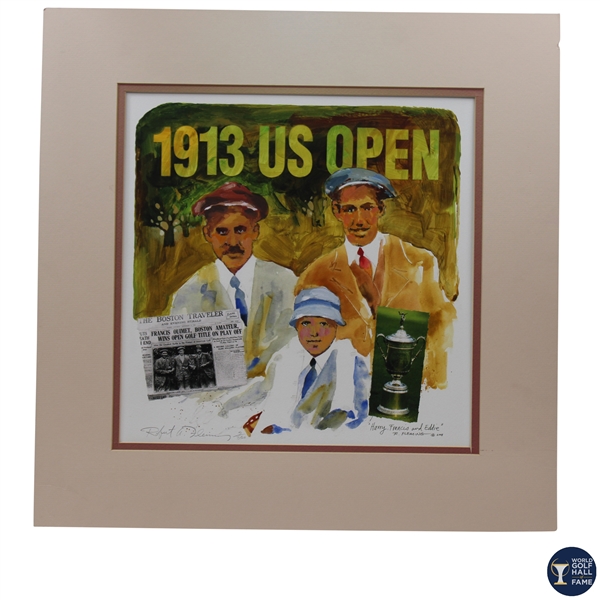 1913 US OPEN
THE BOSTON TRAVELER
FRANCIS OUIMET, BOSTON AMATEUR,
WINS OPEN GOLF TITLE ON PLAY OFF
"Harry, Francis and Eddie"
Robert
WORLD
GOLF
HALL
FAME